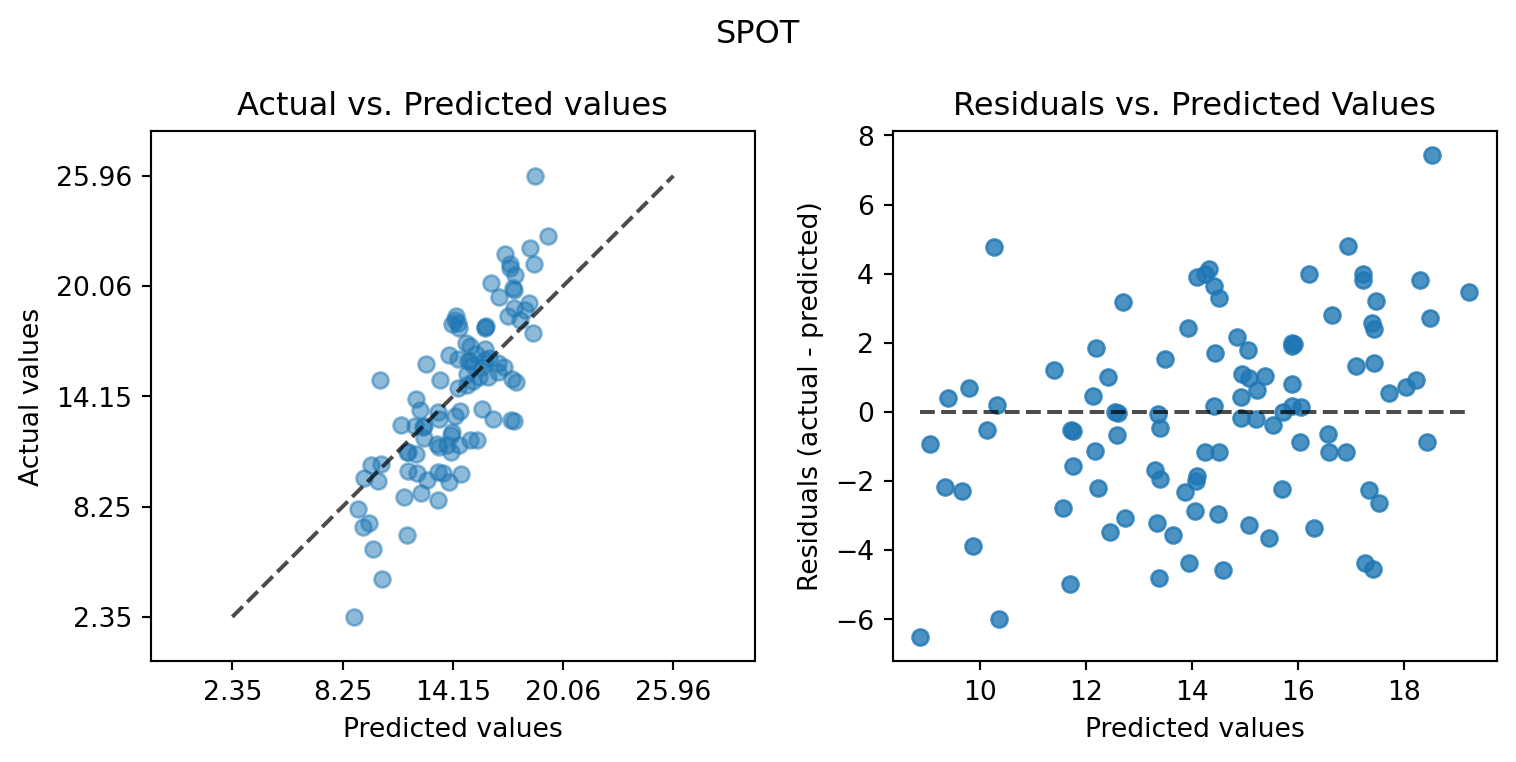 SPOT
Actual vs. Predicted values
Actual values
25.96
20.06
14.15
8.25
2.35
2.35 8.25 14.15 20.06 25.96
Predicted values
Residuals vs. Predicted Values
Residuals (actual - predicted)
8
6
4
2
0
−2
−4
−6
10 12 14 16 18
Predicted values